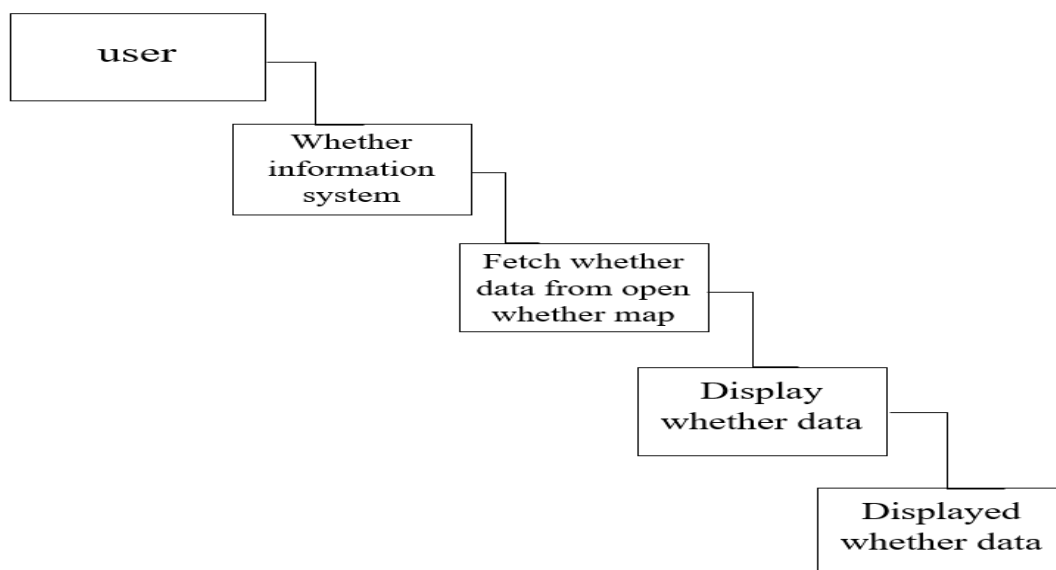 user
Whether
information
system
Fetch whether
data from open
whether map
Display
whether data
Displayed
whether data